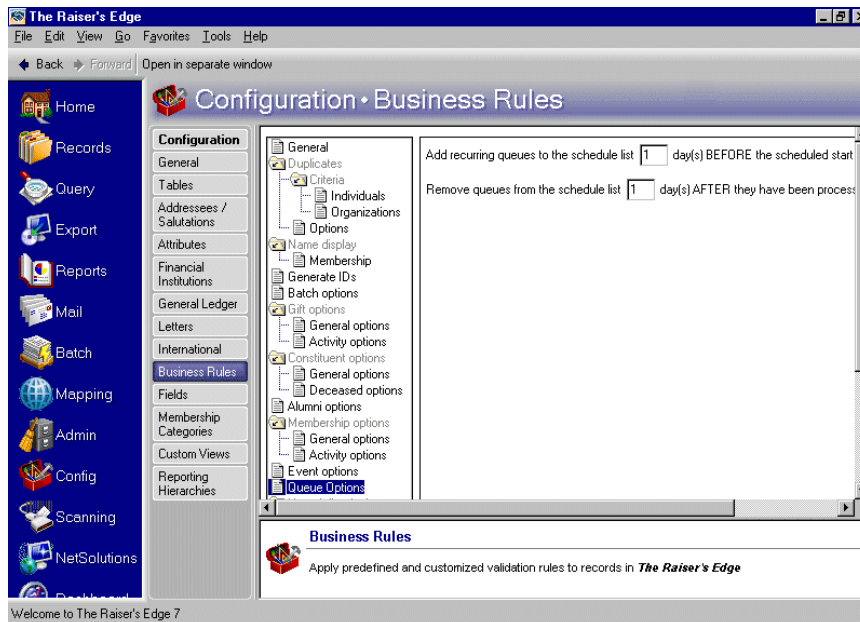 The Raiser's Edge
File Edit View Go Favorites Tools Help
Back Forward Open in separate window
Configuration • Business Rules
Home
Records
Query
Export
Reports
Mail
Batch
Mapping
Admin
Config
Scanning
NetSolutions
Configuration
General
Tables
Addressees /
Salutations
Attributes
Financial
Institutions
General Ledger
Letters
International
Business Rules
Fields
Membership
Categories
Custom Views
Reporting
Hierarchies
General
Duplicates
Criteria
Individuals
Organizations
Options
Name display
Membership
Generate IDs
Batch options
Gift options
General options
Activity options
Constituent options
General options
Deceased options
Alumni options
Membership options
General options
Activity options
Event options
Queue Options
Add recurring queues to the schedule list 1 day(s) BEFORE the scheduled start
Remove queues from the schedule list 1 day(s) AFTER they have been process
Business Rules
Apply predefined and customized validation rules to records in The Raiser's Edge
Welcome to The Raiser's Edge 7